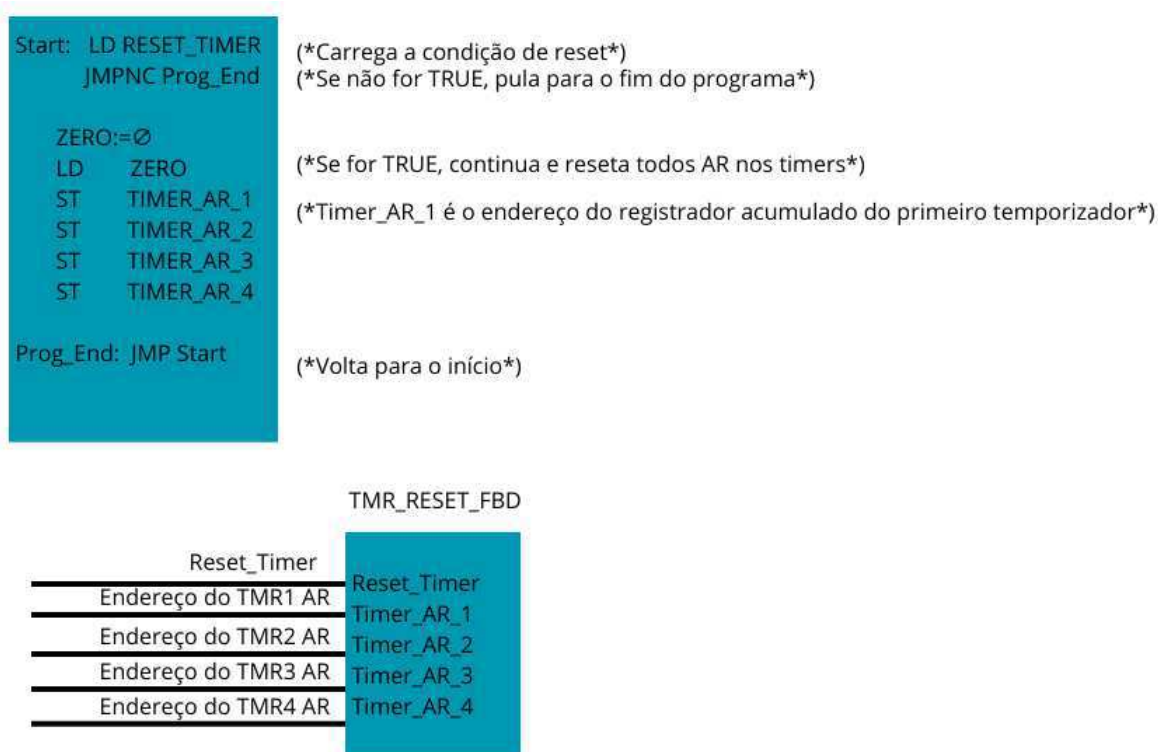 Start: LD RESET_TIMER (*Carrega a condição de reset*)
JMPNC Prog_End (*Se não for TRUE, pula para o fim do programa*)
ZERO:=∅
LD ZERO (*Se for TRUE, continua e reseta todos AR nos timers*)
ST TIMER_AR_1 (*Timer_AR_1 é o endereço do registrador acumulado do primeiro temporizador*)
ST TIMER_AR_2
ST TIMER_AR_3
ST TIMER_AR_4
Prog_End: JMP Start (*Volta para o início*)
TMR_RESET_FBD
Reset_Timer Reset_Timer
Endereço do TMR1 AR Timer_AR_1
Endereço do TMR2 AR Timer_AR_2
Endereço do TMR3 AR Timer_AR_3
Endereço do TMR4 AR Timer_AR_4